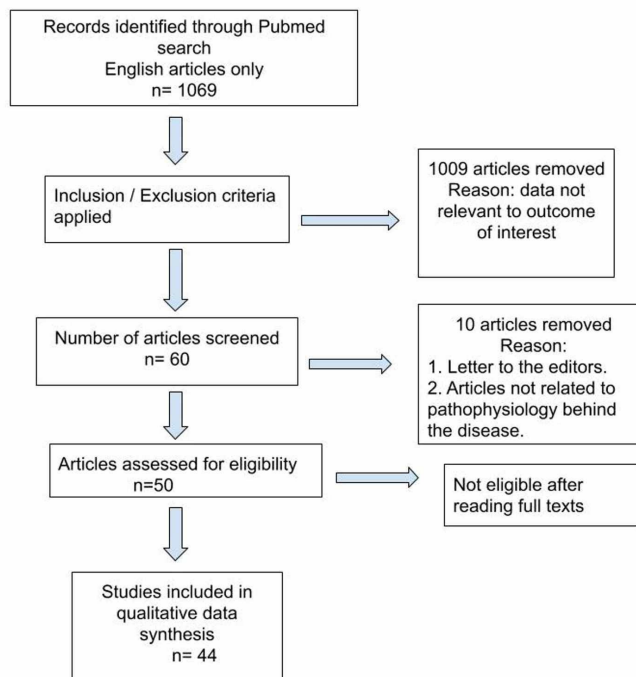 Records identified through Pubmed
search
English articles only
n= 1069
Inclusion / Exclusion criteria
applied
1009 articles removed
Reason: data not
relevant to outcome
of interest
Number of articles screened
n= 60
10 articles removed
Reason:
1. Letter to the editors.
2. Articles not related to
pathophysiology behind
the disease.
Articles assessed for eligibility
n=50
Not eligible after
reading full texts
Studies included in
qualitative data
synthesis
n= 44